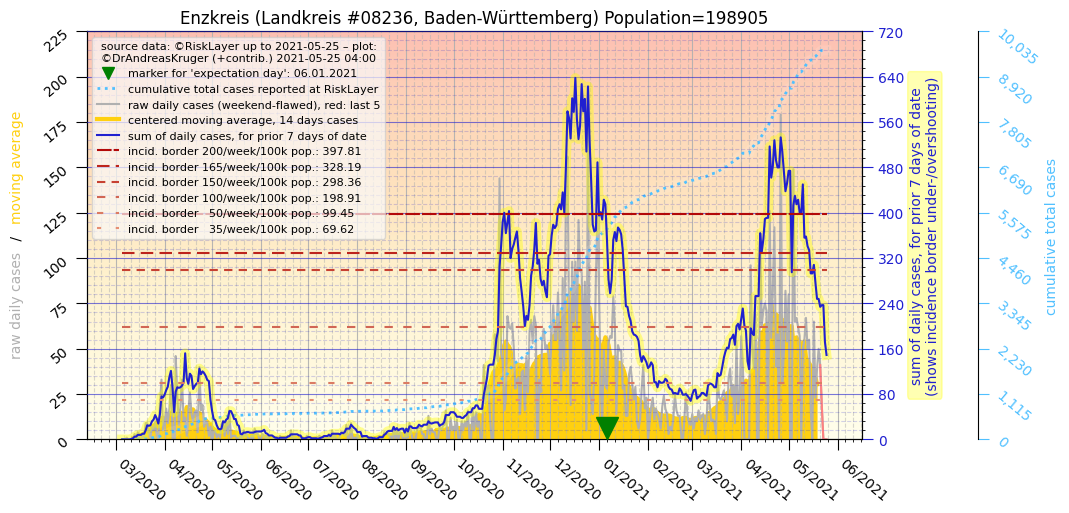 Enzkreis (Landkreis #08236, Baden-Württemberg) Population=198905
source data: ©RiskLayer up to 2021-05-25 – plot:
©DrAndreasKruger (+contrib.) 2021-05-25 04:00
marker for 'expectation day': 06.01.2021
cumulative total cases reported at RiskLayer
raw daily cases (weekend-flawed), red: last 5
centered moving average, 14 days cases
sum of daily cases, for prior 7 days of date
incid. border 200/week/100k pop.: 397.81
incid. border 165/week/100k pop.: 328.19
incid. border 150/week/100k pop.: 298.36
incid. border 100/week/100k pop.: 198.91
incid. border   50/week/100k pop.: 99.45
incid. border   35/week/100k pop.: 69.62
raw daily cases / moving average
225
200
175
150
125
100
75
50
25
0
03/2020
04/2020
05/2020
06/2020
07/2020
08/2020
09/2020
10/2020
11/2020
12/2020
01/2021
02/2021
03/2021
04/2021
05/2021
06/2021
720
640
560
480
400
320
240
160
80
0
sum of daily cases, for prior 7 days of date
(shows incidence border under-/overshooting)
10,035
8,920
7,805
6,690
5,575
4,460
3,345
2,230
1,115
0
cumulative total cases